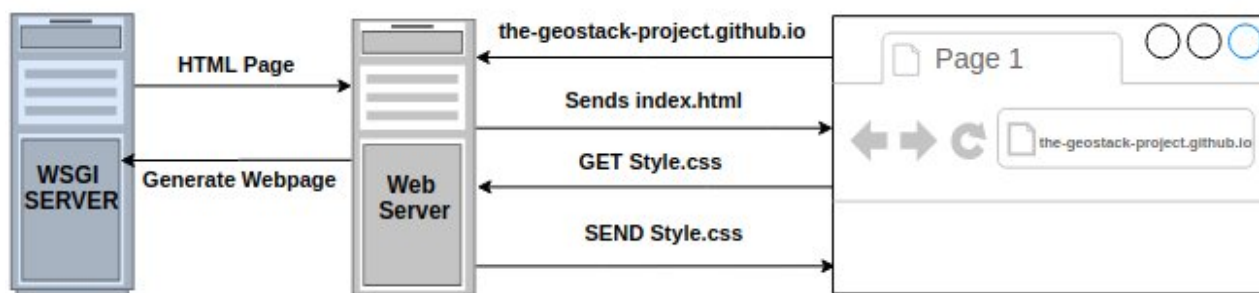 the-geostack-project.github.io
HTML Page
Sends index.html
Generate Webpage
GET Style.css
SEND Style.css
WSGI
SERVER
Web
Server
Page 1
the-geostack-project.github.io